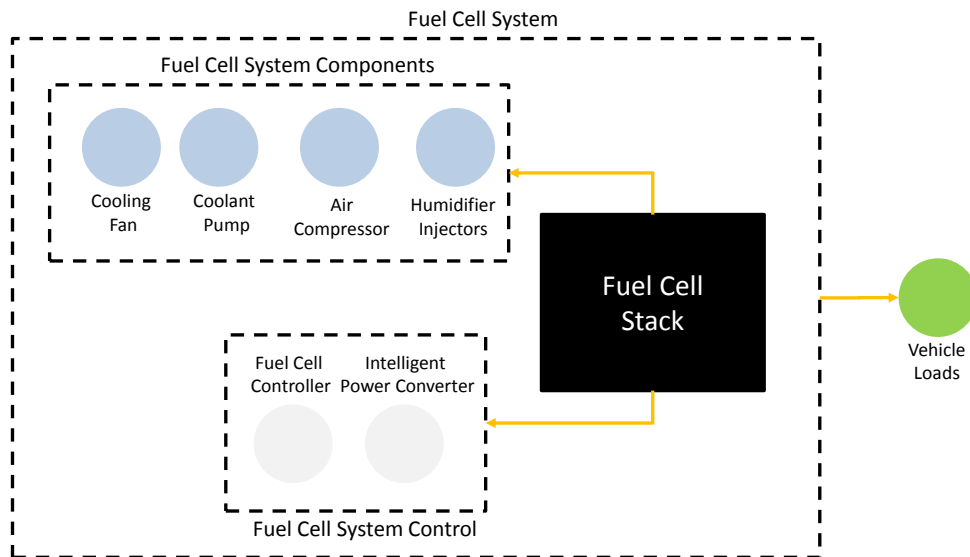 Fuel Cell System
Fuel Cell System Components
Cooling
Fan
Coolant
Pump
Air
Compressor
Humidifier
Injectors
Fuel Cell
Stack
Vehicle
Loads
Fuel Cell
Controller
Intelligent
Power Converter
Fuel Cell System Control